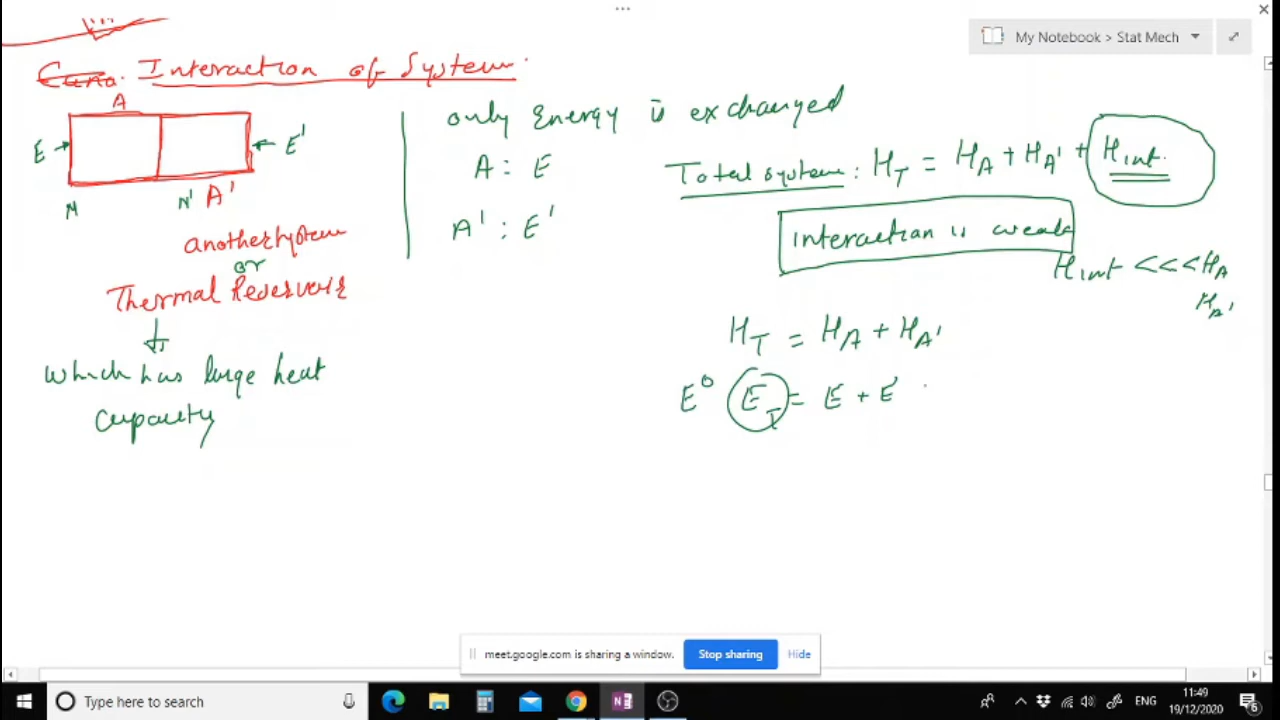 ...
My Notebook > Stat Mech
Cano. Interaction of System.
A
E
E'
N
N' A'
another system
or
Thermal Reservoir
which has large heat
capacity
only Energy is exchanged
A : E
A' : E'
Total system : H_T = H_A + H_A' + H_int.
interaction is weak
H_int <<< H_A
H_A'
H_T = H_A + H_A'
E^0 E_T = E + E'
meet.google.com is sharing a window. Stop sharing Hide
Type here to search
ENG
11:49
19/12/2020
6